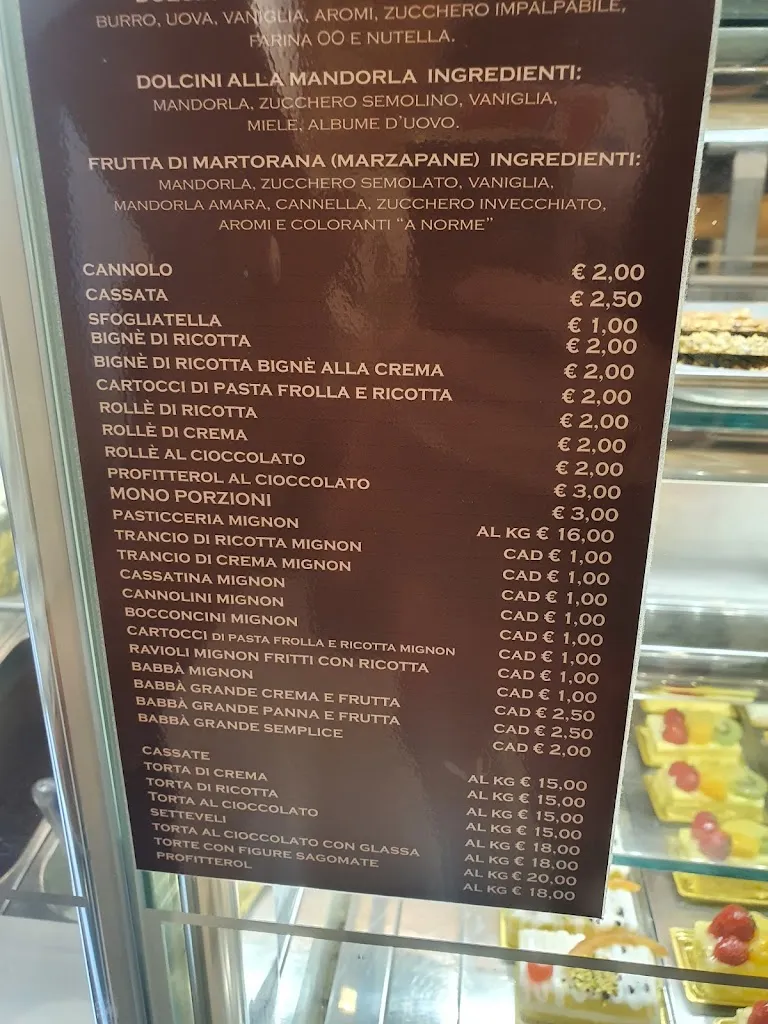 BURRO, UOVA, VANIGLIA, AROMI, ZUCCHERO IMPALPABILE,
FARINA 00 E NUTELLA.
DOLCINI ALLA MANDORLA INGREDIENTI:
MANDORLA, ZUCCHERO SEMOLINO, VANIGLIA,
MIELE, ALBUME D'UOVO.
FRUTTA DI MARTORANA (MARZAPANE) INGREDIENTI:
MANDORLA, ZUCCHERO SEMOLATO, VANIGLIA,
MANDORLA AMARA, CANNELLA, ZUCCHERO INVECCHIATO,
AROMI E COLORANTI "A NORME"
CANNOLO € 2,00
CASSATA € 2,50
SFOGLIATELLA € 1,00
BIGNÈ DI RICOTTA € 2,00
BIGNÈ DI RICOTTA BIGNÈ ALLA CREMA € 2,00
CARTOCCI DI PASTA FROLLA E RICOTTA € 2,00
ROLLÈ DI RICOTTA € 2,00
ROLLÈ DI CREMA € 2,00
ROLLÈ AL CIOCCOLATO € 2,00
PROFITTEROL AL CIOCCOLATO € 3,00
MONO PORZIONI € 3,00
PASTICCERIA MIGNON AL KG € 16,00
TRANCIO DI RICOTTA MIGNON CAD € 1,00
TRANCIO DI CREMA MIGNON CAD € 1,00
CASSATINA MIGNON CAD € 1,00
CANNOLINI MIGNON CAD € 1,00
BOCCONCINI MIGNON CAD € 1,00
CARTOCCI DI PASTA FROLLA E RICOTTA MIGNON CAD € 1,00
RAVIOLI MIGNON FRITTI CON RICOTTA CAD € 1,00
BABBÀ MIGNON CAD € 1,00
BABBÀ GRANDE CREMA E FRUTTA CAD € 2,50
BABBÀ GRANDE PANNA E FRUTTA CAD € 2,50
BABBÀ GRANDE SEMPLICE CAD € 2,00
CASSATE AL KG € 15,00
TORTA DI CREMA AL KG € 15,00
TORTA DI RICOTTA AL KG € 15,00
TORTA AL CIOCCOLATO AL KG € 15,00
SETTEVELI AL KG € 18,00
TORTA AL CIOCCOLATO CON GLASSA AL KG € 18,00
TORTE CON FIGURE SAGOMATE AL KG € 20,00
PROFITTEROL AL KG € 18,00